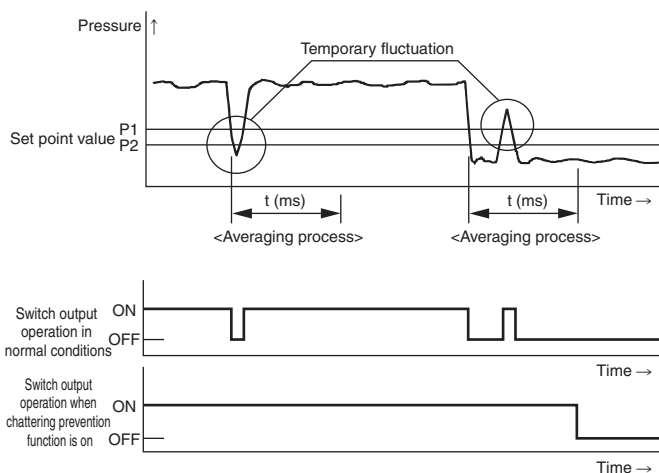 Pressure ↑
Temporary fluctuation
P1
Set point value
P2
t (ms)
t (ms)
Time →
<Averaging process>
<Averaging process>
Switch output
operation in
normal conditions
ON
OFF
Time →
Switch output
operation when
chattering prevention
function is on
ON
OFF
Time →